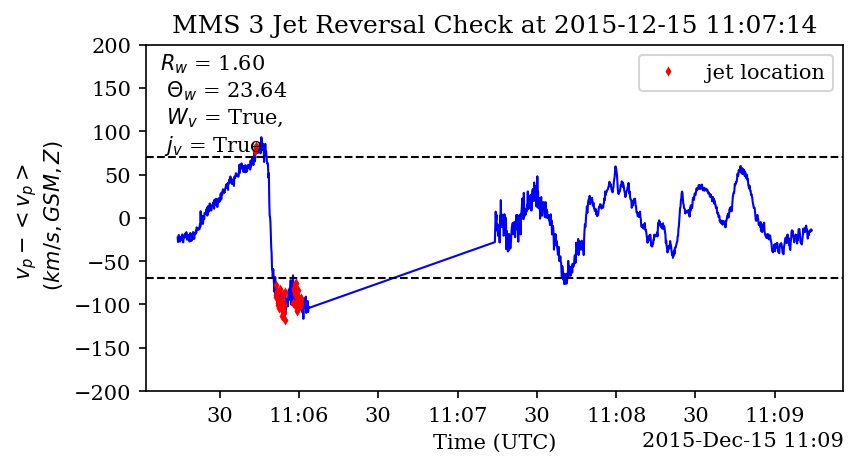 MMS 3 Jet Reversal Check at 2015-12-15 11:07:14
R_w = 1.60
Θ_w = 23.64
W_v = True,
j_v = True
jet location
200
150
100
50
0
−50
−100
−150
−200
v_p − < v_p >
(km/s, GSM, Z)
30 11:06 30 11:07 30 11:08 30 11:09
Time (UTC)
2015-Dec-15 11:09